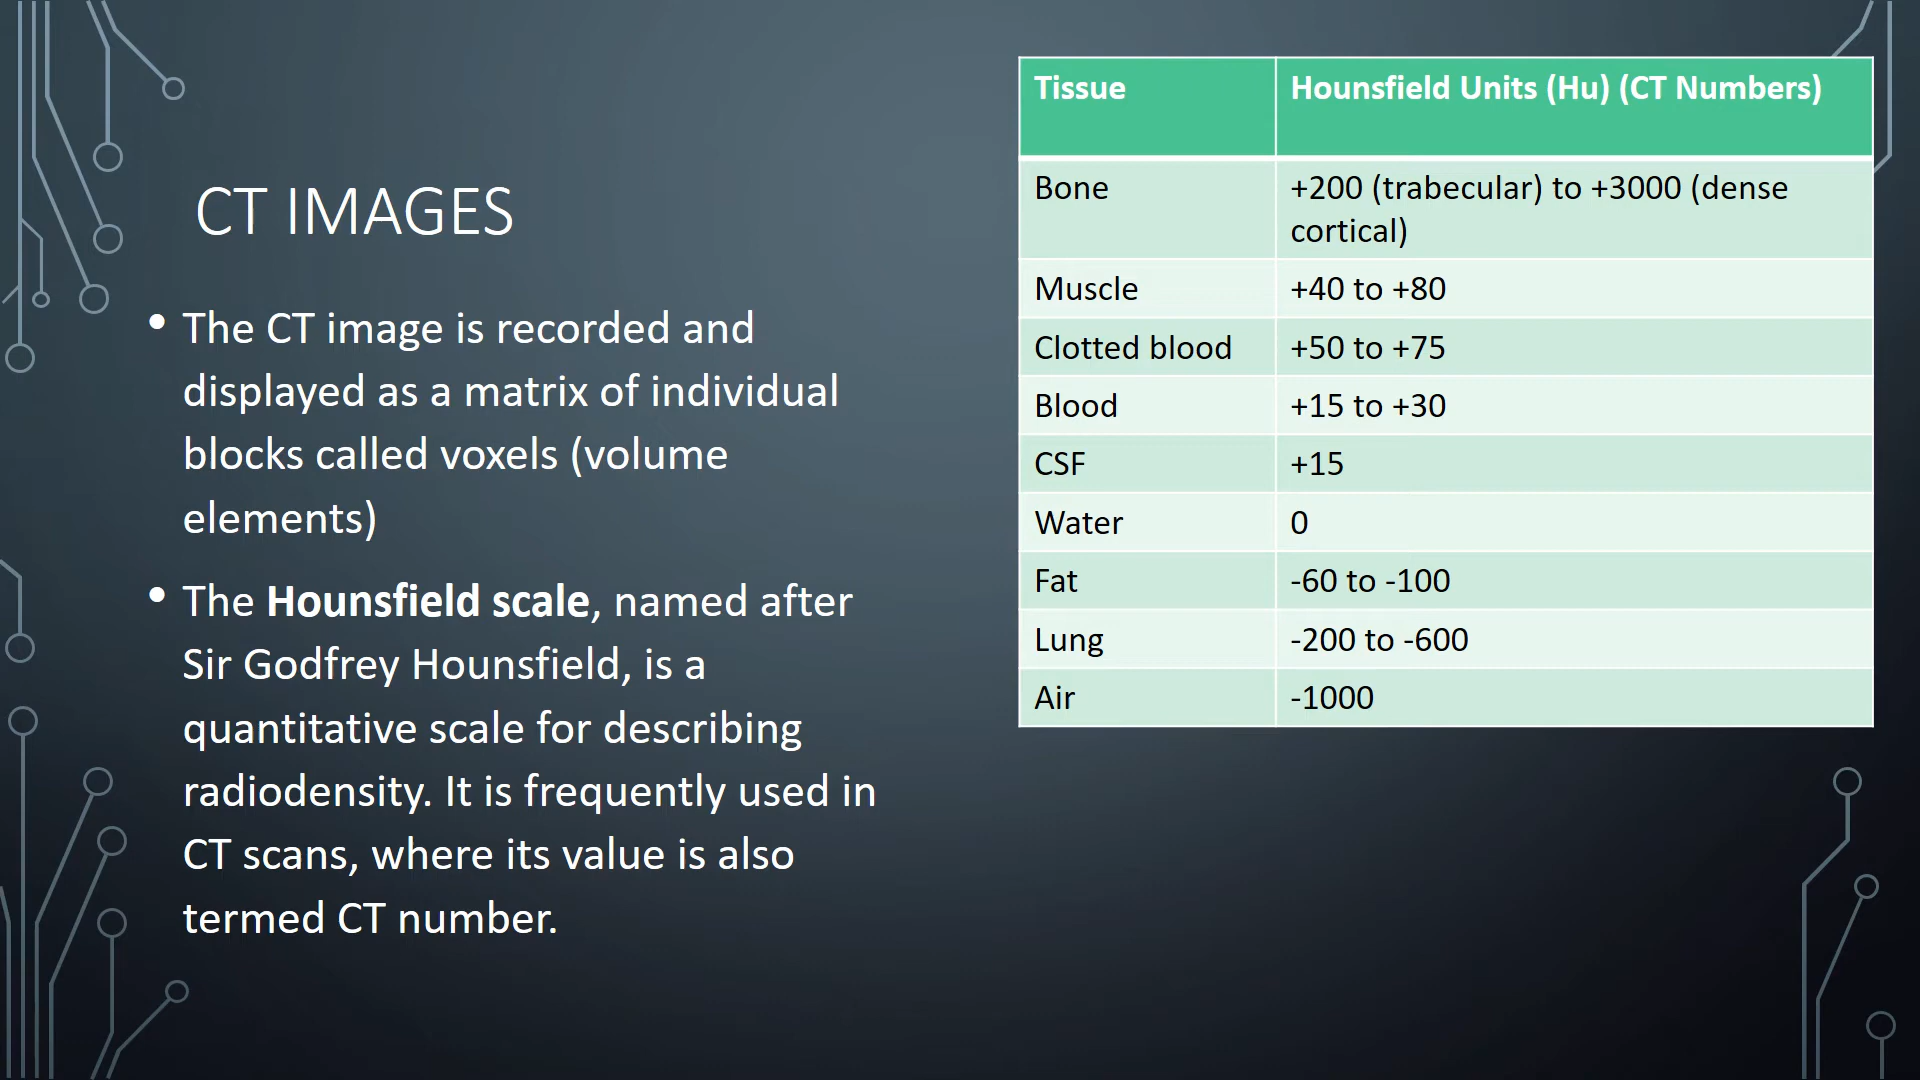 CT IMAGES
• The CT image is recorded and
displayed as a matrix of individual
blocks called voxels (volume
elements)
• The Hounsfield scale, named after
Sir Godfrey Hounsfield, is a
quantitative scale for describing
radiodensity. It is frequently used in
CT scans, where its value is also
termed CT number.
Tissue Hounsfield Units (Hu) (CT Numbers)
Bone +200 (trabecular) to +3000 (dense
cortical)
Muscle +40 to +80
Clotted blood +50 to +75
Blood +15 to +30
CSF +15
Water 0
Fat -60 to -100
Lung -200 to -600
Air -1000